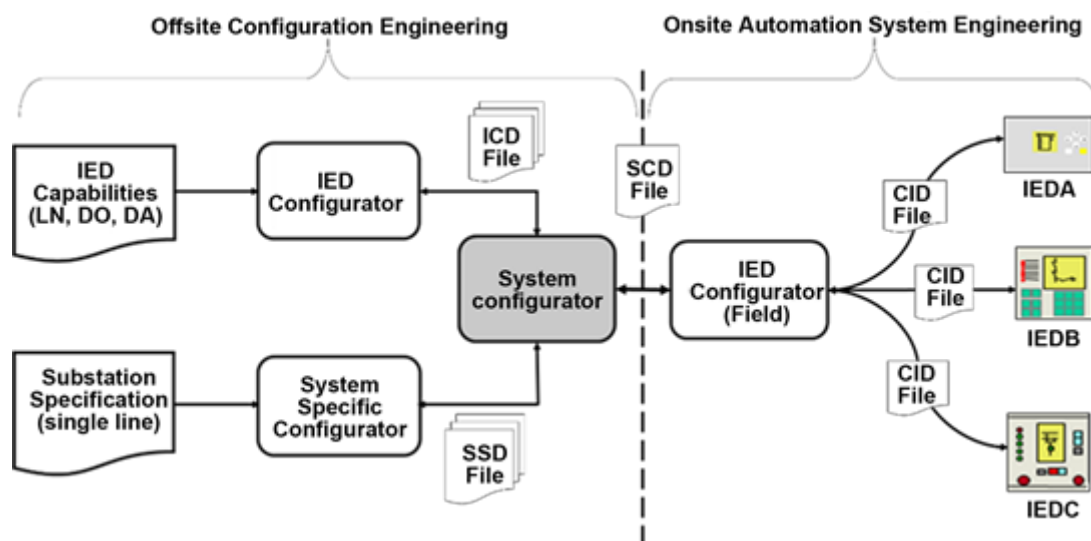 Offsite Configuration Engineering
Onsite Automation System Engineering
IED
Capabilities
(LN, DO, DA)
IED
Configurator
ICD
File
SCD
File
System
configurator
Substation
Specification
(single line)
System
Specific
Configurator
SSD
File
IED
Configurator
(Field)
CID
File
IEDA
CID
File
IEDB
CID
File
IEDC